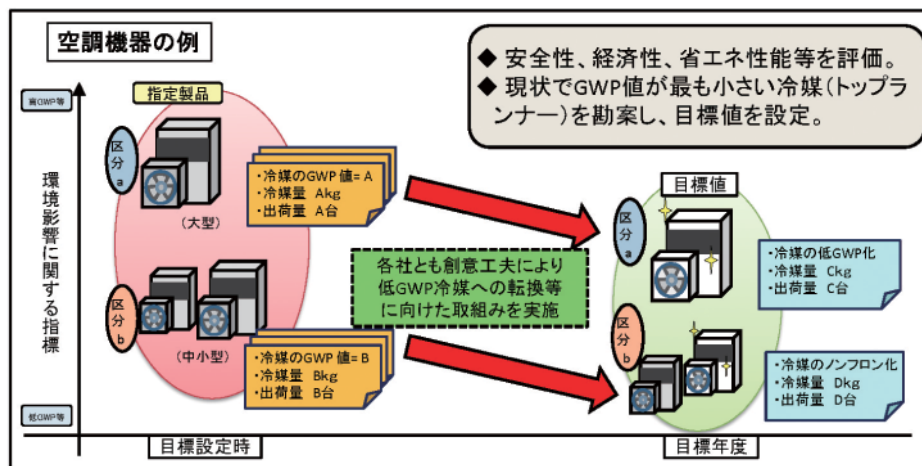 空調機器の例
◆ 安全性、経済性、省エネ性能等を評価。
◆ 現状でGWP値が最も小さい冷媒(トップラ
ンナー)を勘案し、目標値を設定。
高GWP等
環境影響に関する指標
低GWP等
指定製品
区分a
(大型)
・冷媒のGWP 値= A
・冷媒量 Akg
・出荷量 A台
区分b
(中小型)
・冷媒のGWP 値= B
・冷媒量 Bkg
・出荷量 B台
各社とも創意工夫により
低GWP冷媒への転換等
に向けた取組みを実施
目標値
区分a
・冷媒の低GWP化
・冷媒量 Ckg
・出荷量 C台
区分b
・冷媒のノンフロン化
・冷媒量 Dkg
・出荷量 D台
目標設定時
目標年度